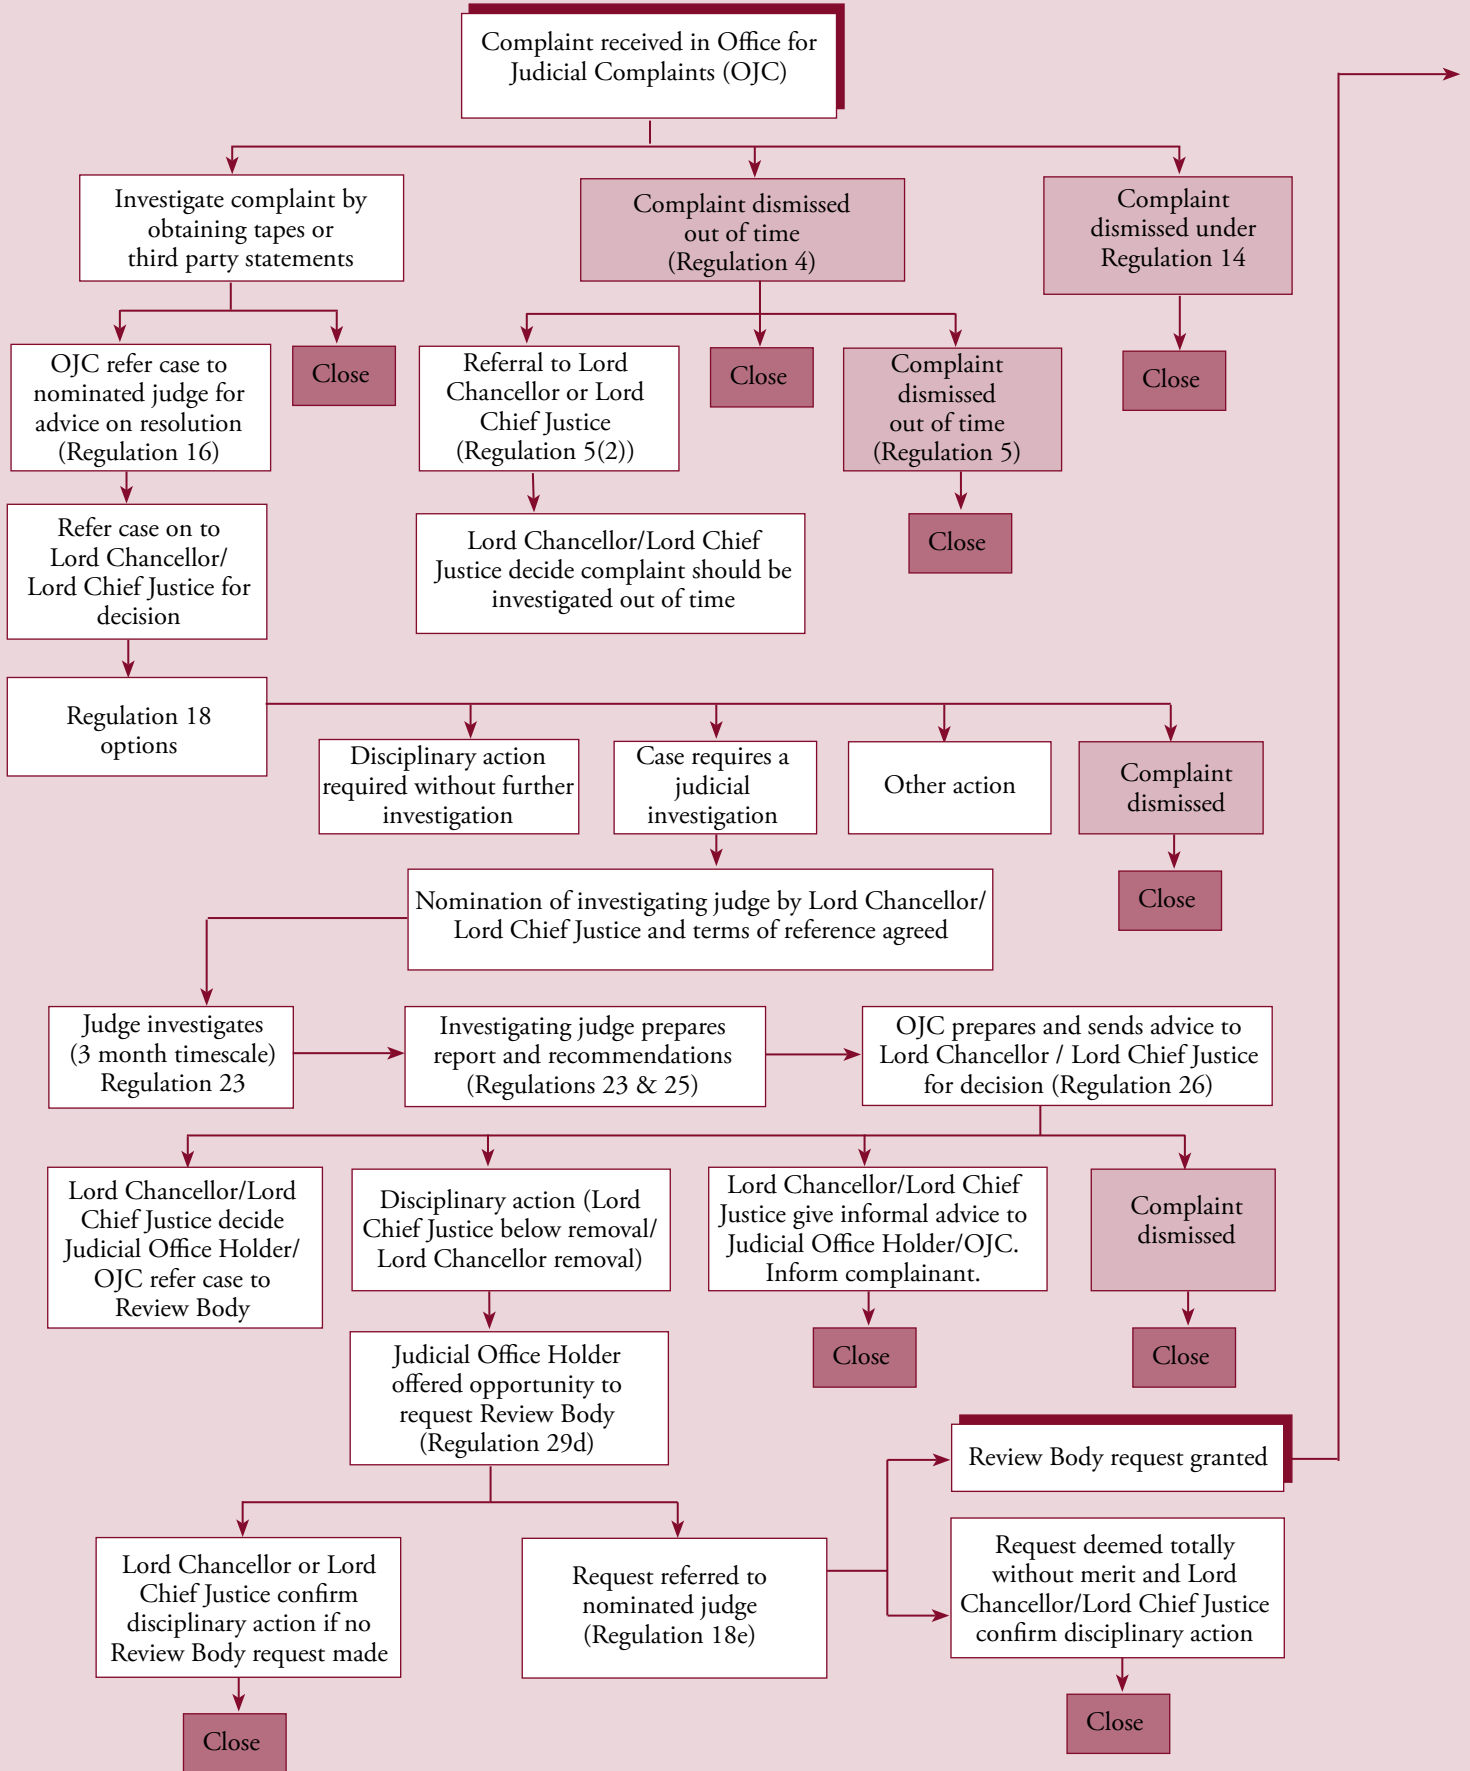 Complaint received in Office for
Judicial Complaints (OJC)
Investigate complaint by
obtaining tapes or
third party statements
Complaint dismissed
out of time
(Regulation 4)
Complaint
dismissed under
Regulation 14
OJC refer case to
nominated judge for
advice on resolution
(Regulation 16)
Close
Referral to Lord
Chancellor or Lord
Chief Justice
(Regulation 5(2))
Close
Complaint
dismissed
out of time
(Regulation 5)
Close
Refer case on to
Lord Chancellor/
Lord Chief Justice for
decision
Lord Chancellor/Lord Chief
Justice decide complaint should be
investigated out of time
Close
Regulation 18
options
Disciplinary action
required without further
investigation
Case requires a
judicial
investigation
Other action
Complaint
dismissed
Nomination of investigating judge by Lord Chancellor/
Lord Chief Justice and terms of reference agreed
Close
Judge investigates
(3 month timescale)
Regulation 23
Investigating judge prepares
report and recommendations
(Regulations 23 & 25)
OJC prepares and sends advice to
Lord Chancellor / Lord Chief Justice
for decision (Regulation 26)
Lord Chancellor/Lord
Chief Justice decide
Judicial Office Holder/
OJC refer case to
Review Body
Disciplinary action (Lord
Chief Justice below removal/
Lord Chancellor removal)
Lord Chancellor/Lord Chief
Justice give informal advice to
Judicial Office Holder/OJC.
Inform complainant.
Complaint
dismissed
Judicial Office Holder
offered opportunity to
request Review Body
(Regulation 29d)
Close
Close
Review Body request granted
Lord Chancellor or Lord
Chief Justice confirm
disciplinary action if no
Review Body request made
Request referred to
nominated judge
(Regulation 18e)
Request deemed totally
without merit and Lord
Chancellor/Lord Chief Justice
confirm disciplinary action
Close
Close